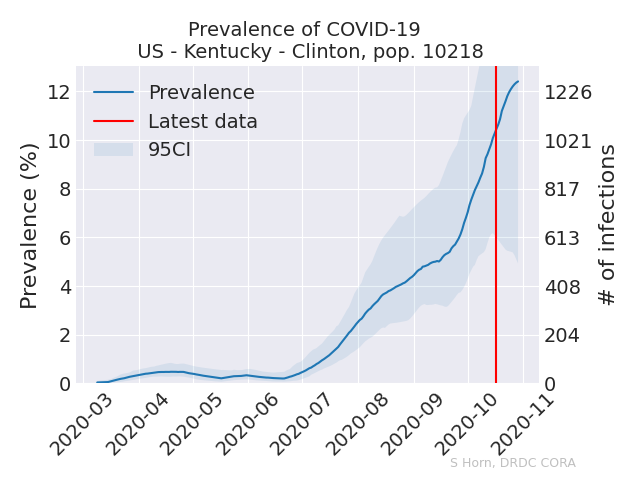 Prevalence of COVID-19
US - Kentucky - Clinton, pop. 10218
Prevalence
Latest data
95CI
Prevalence (%)
12
10
8
6
4
2
0
1226
1021
817
613
408
204
0
# of infections
2020-03
2020-04
2020-05
2020-06
2020-07
2020-08
2020-09
2020-10
2020-11
S Horn, DRDC CORA